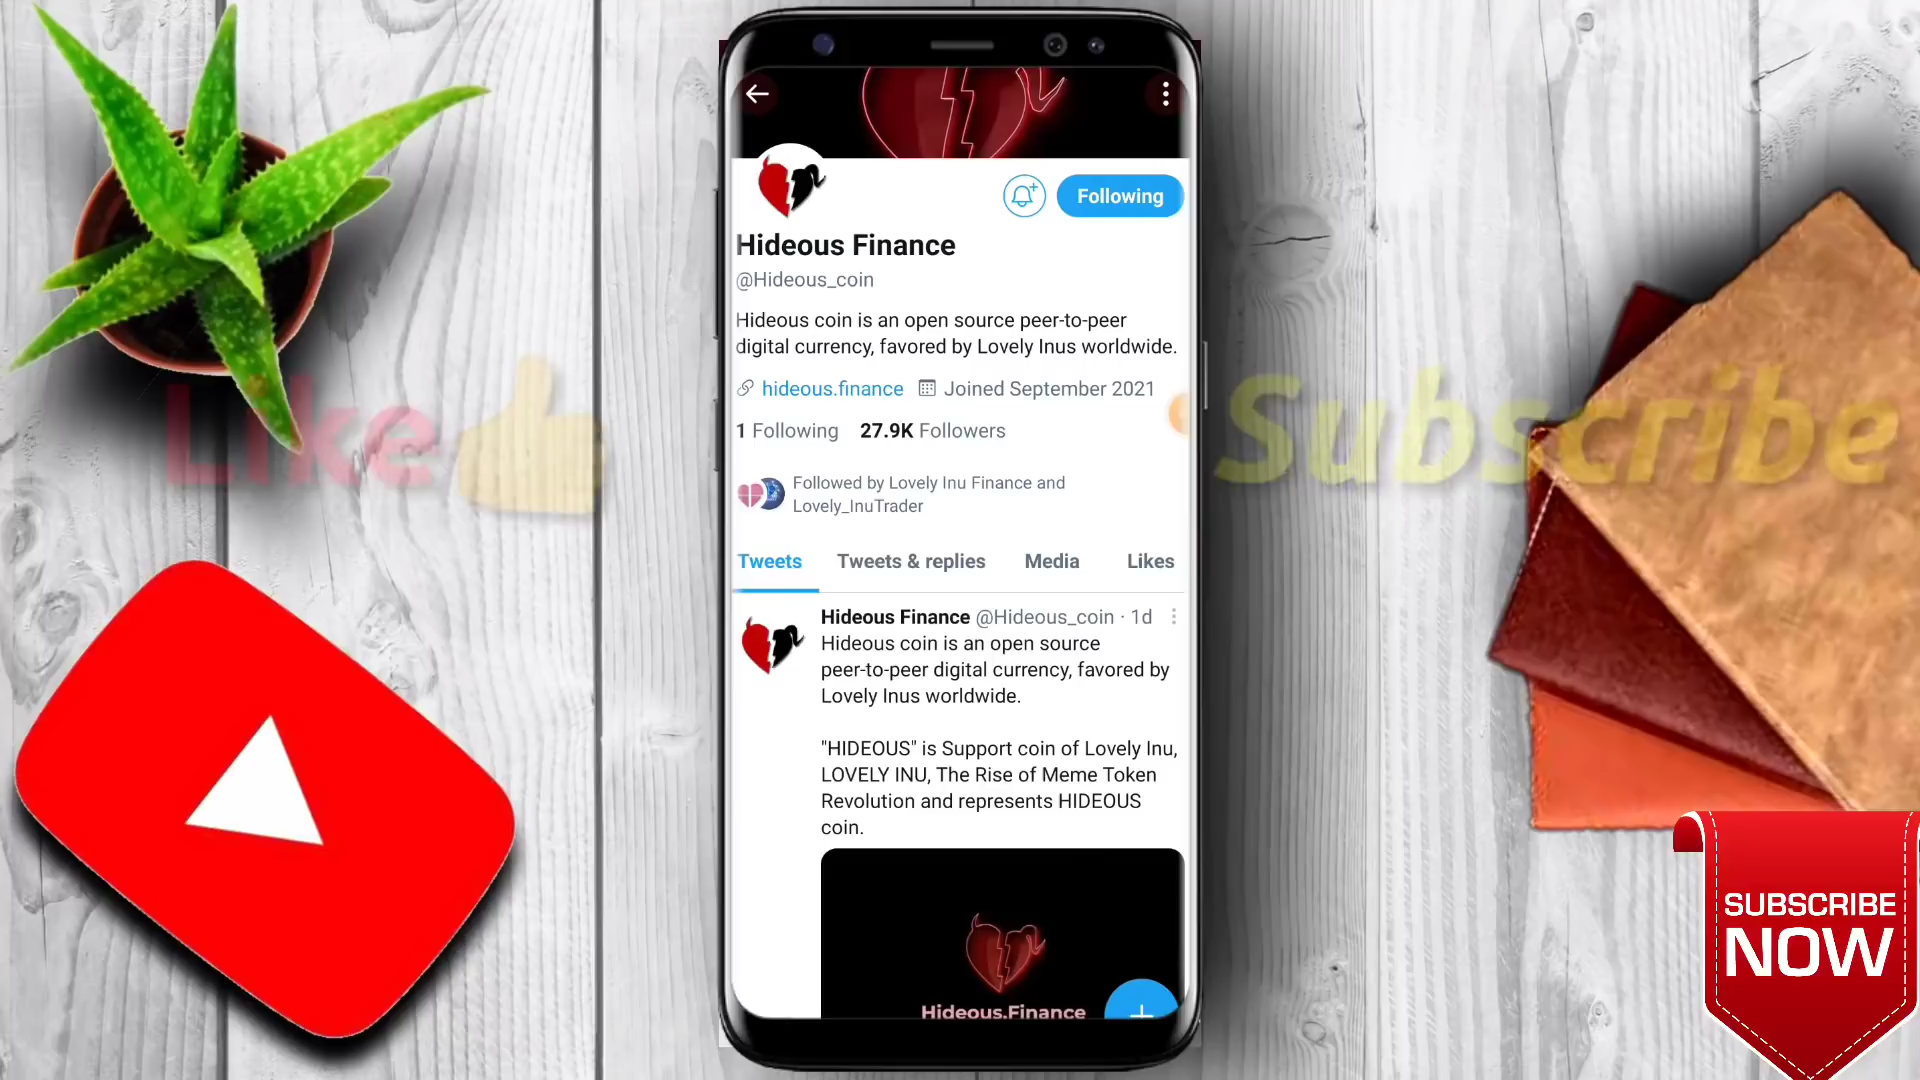 Hideous Finance
Following
@Hideous_coin
Hideous coin is an open source peer-to-peer
digital currency, favored by Lovely Inus worldwide.
hideous.finance Joined September 2021
1 Following 27.9K Followers
Followed by Lovely Inu Finance and
Lovely_InuTrader
Tweets Tweets & replies Media Likes
Hideous Finance @Hideous_coin · 1d
Hideous coin is an open source
peer-to-peer digital currency, favored by
Lovely Inus worldwide.
"HIDEOUS" is Support coin of Lovely Inu,
LOVELY INU, The Rise of Meme Token
Revolution and represents HIDEOUS
coin.
Hideous.Finance
Like
Subscribe
SUBSCRIBE
NOW